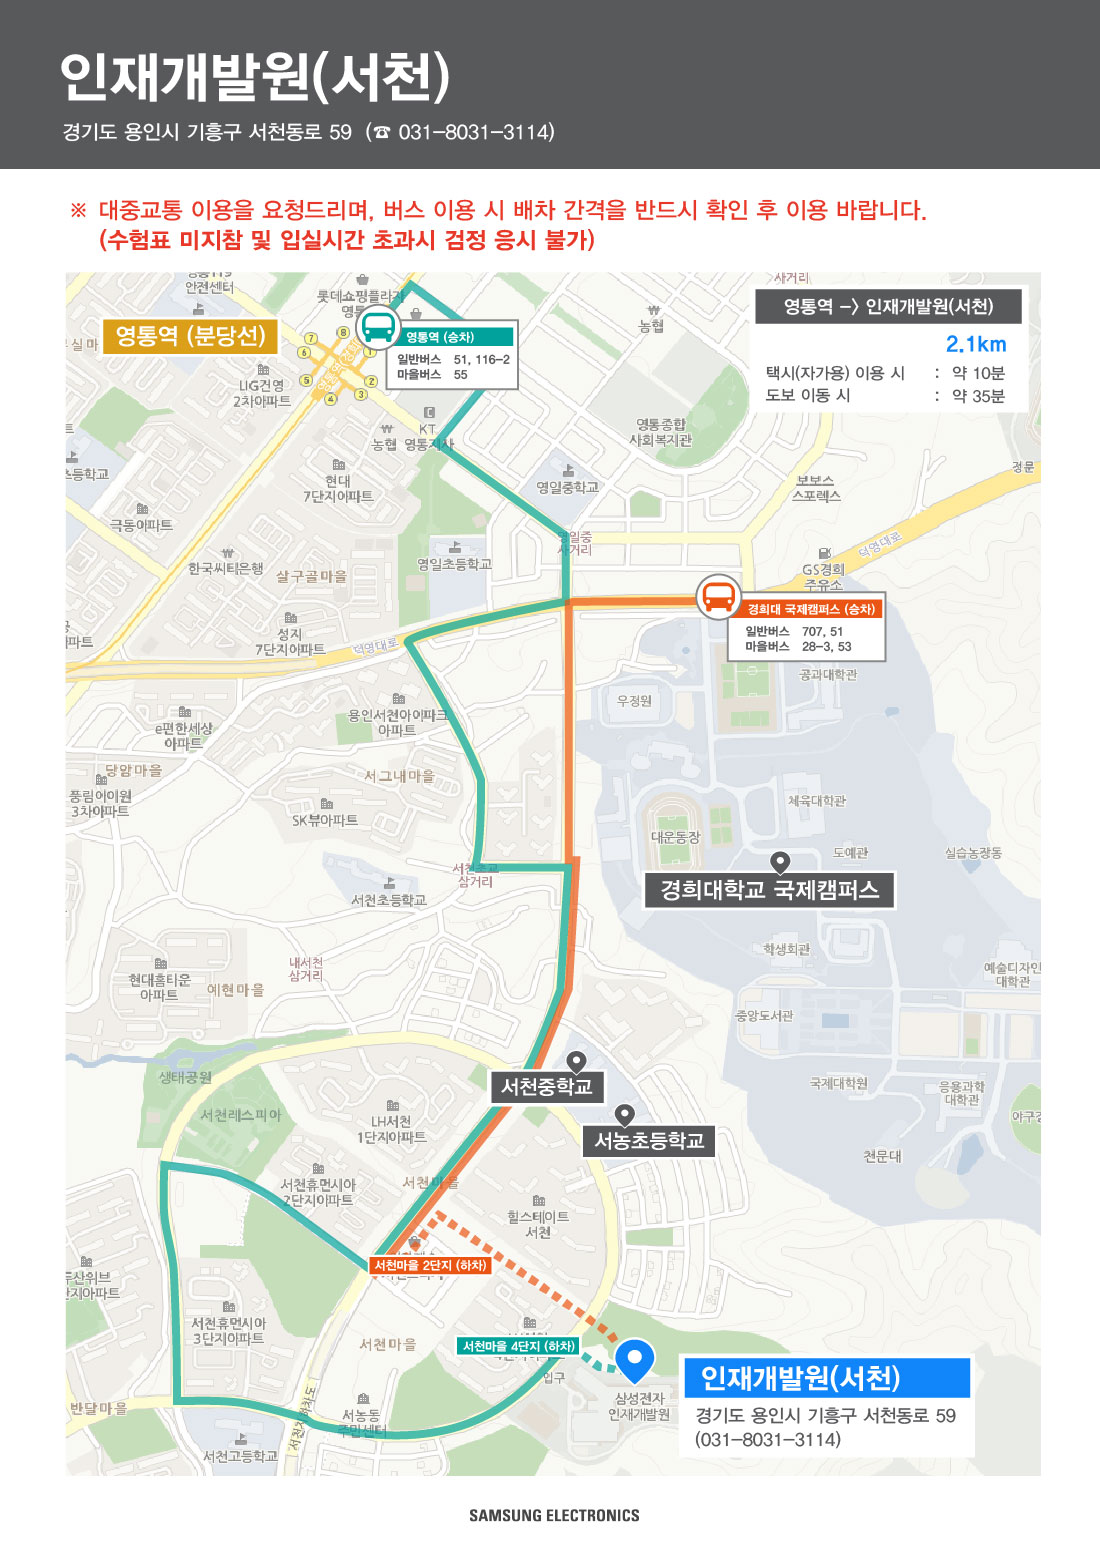 인재개발원(서천)
경기도 용인시 기흥구 서천동로 59 (☎ 031-8031-3114)
※ 대중교통 이용을 요청드리며, 버스 이용 시 배차 간격을 반드시 확인 후 이용 바랍니다.
(수험표 미지참 및 입실시간 초과시 검정 응시 불가)
안전센터
롯데쇼핑플라자
사거리
영통역 -> 인재개발원(서천)
2.1km
택시(자가용) 이용 시 : 약 10분
도보 이동 시 : 약 35분
영통역 (분당선)
영통역 (승차)
일반버스 51, 116-2
마을버스 55
농협
8
7
6
5
4
3
2
1
LIG건영
2차아파트
KT
영통지사
농협
영통종합
사회복지관
정문
초등학교
현대
7단지아파트
영일중학교
보보스
스포렉스
극동아파트
영일중
사거리
덕영대로
한국씨티은행
살구골마을
영일초등학교
GS경희
주유소
경희대 국제캠퍼스 (승차)
일반버스 707, 51
마을버스 28-3, 53
성지
7단지아파트
덕영대로
공과대학관
우정원
용인서천아이파크
아파트
e편한세상
아파트
당암마을
풍림아이원
3차아파트
서그내마을
SK뷰아파트
체육대학관
대운동장
도예관
실습농장동
서천초교
삼거리
서천초등학교
경희대학교 국제캠퍼스
학생회관
내서천
삼거리
현대홈타운
아파트
예현마을
예술디자인
대학관
중앙도서관
생태공원
서천중학교
국제대학원
응용과학
대학관
서천레스피아
LH서천
1단지아파트
서농초등학교
천문대
서천휴먼시아
2단지아파트
서천마을
힐스테이트
서천
서천마을 2단지 (하차)
서천휴먼시아
3단지아파트
서천마을
서천마을 4단지 (하차)
입구
삼성전자
인재개발원
인재개발원(서천)
경기도 용인시 기흥구 서천동로 59
(031-8031-3114)
반달마을
서농동
주민센터
서천지하차도
서천고등학교
SAMSUNG ELECTRONICS